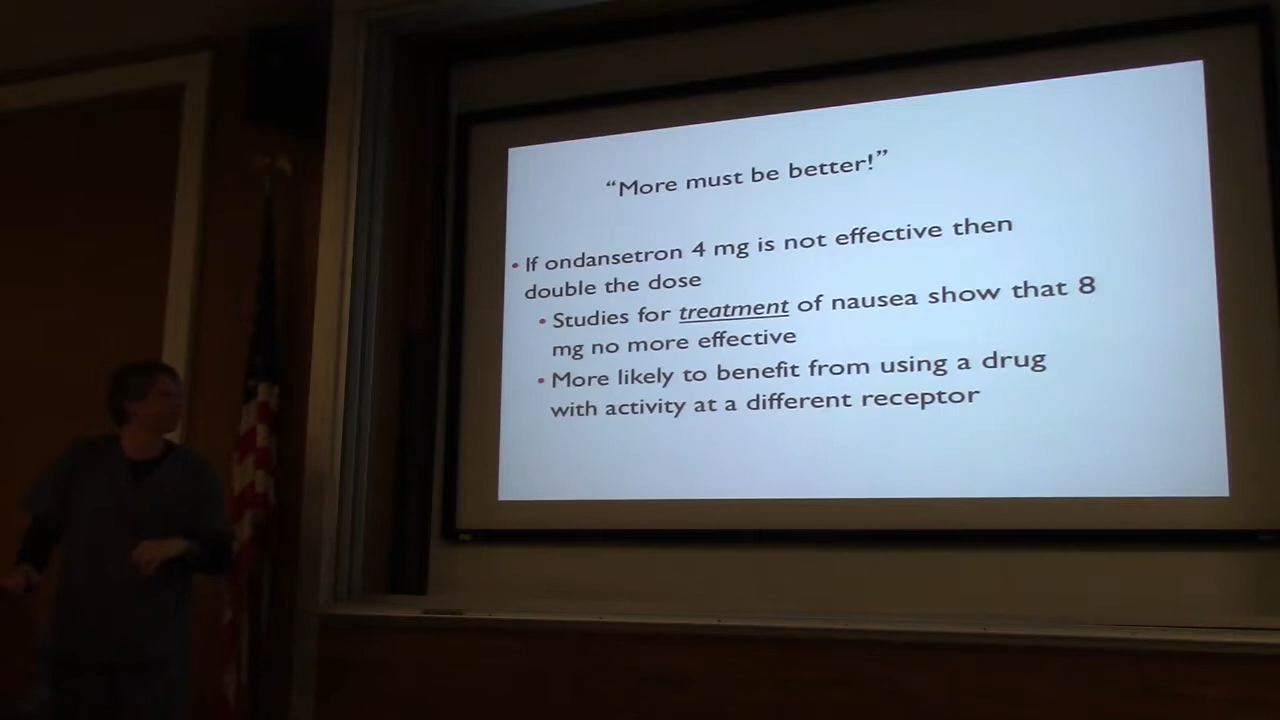 “More must be better!”
• If ondansetron 4 mg is not effective then
double the dose
• Studies for treatment of nausea show that 8
mg no more effective
• More likely to benefit from using a drug
with activity at a different receptor